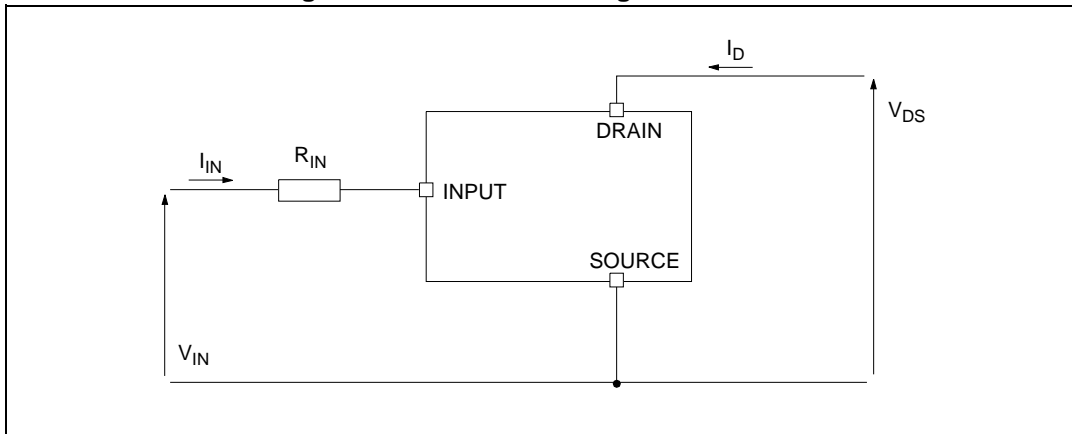 I_D
V_DS
DRAIN
R_IN
I_IN
INPUT
SOURCE
V_IN